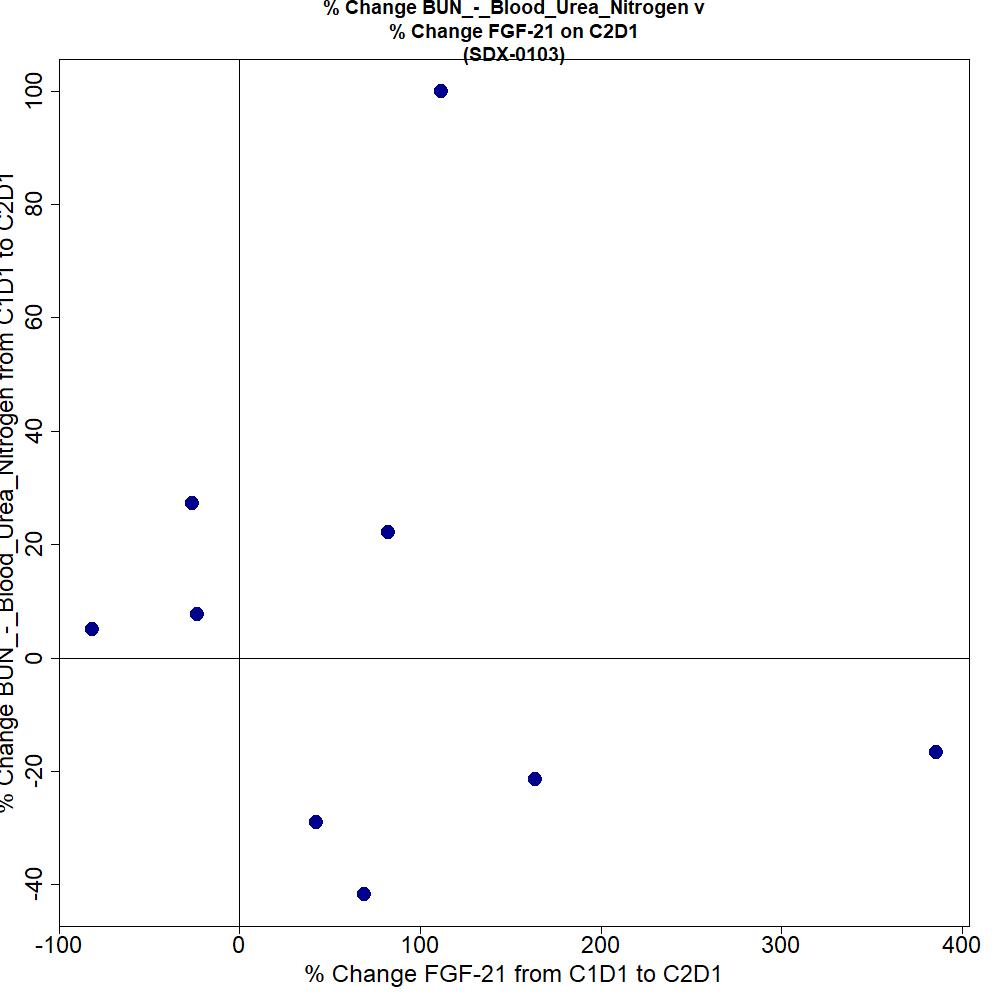 % Change BUN_-_Blood_Urea_Nitrogen v
% Change FGF-21 on C2D1
(SDX-0103)
% Change BUN_-_Blood_Urea_Nitrogen from C1D1 to C2D1
100
80
60
40
20
0
-20
-40
-100 0 100 200 300 400
% Change FGF-21 from C1D1 to C2D1